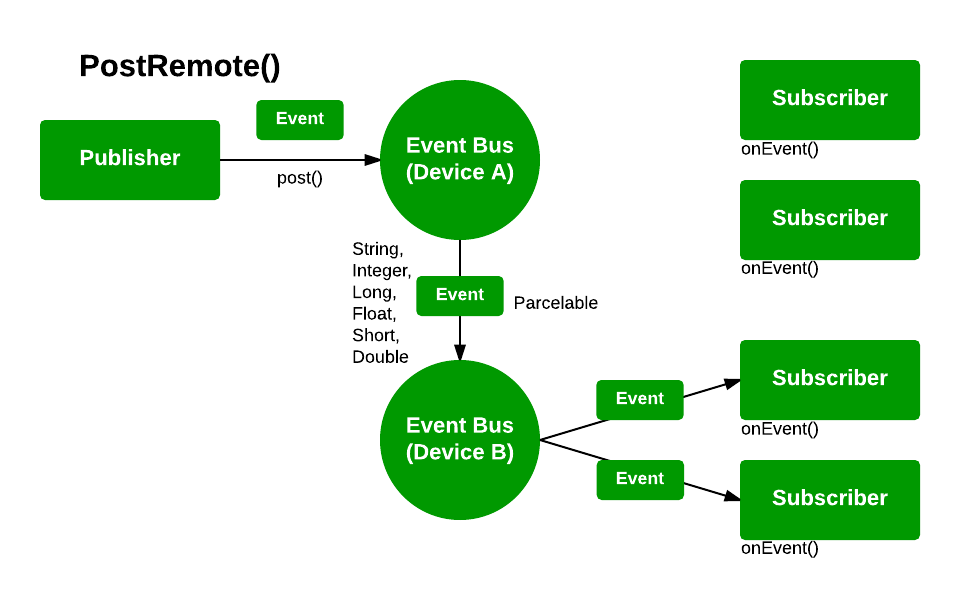 PostRemote()
Publisher
Event
post()
Event Bus
(Device A)
Subscriber
onEvent()
Subscriber
onEvent()
String,
Integer,
Long,
Float,
Short,
Double
Event
Parcelable
Event Bus
(Device B)
Event
Event
Subscriber
onEvent()
Subscriber
onEvent()